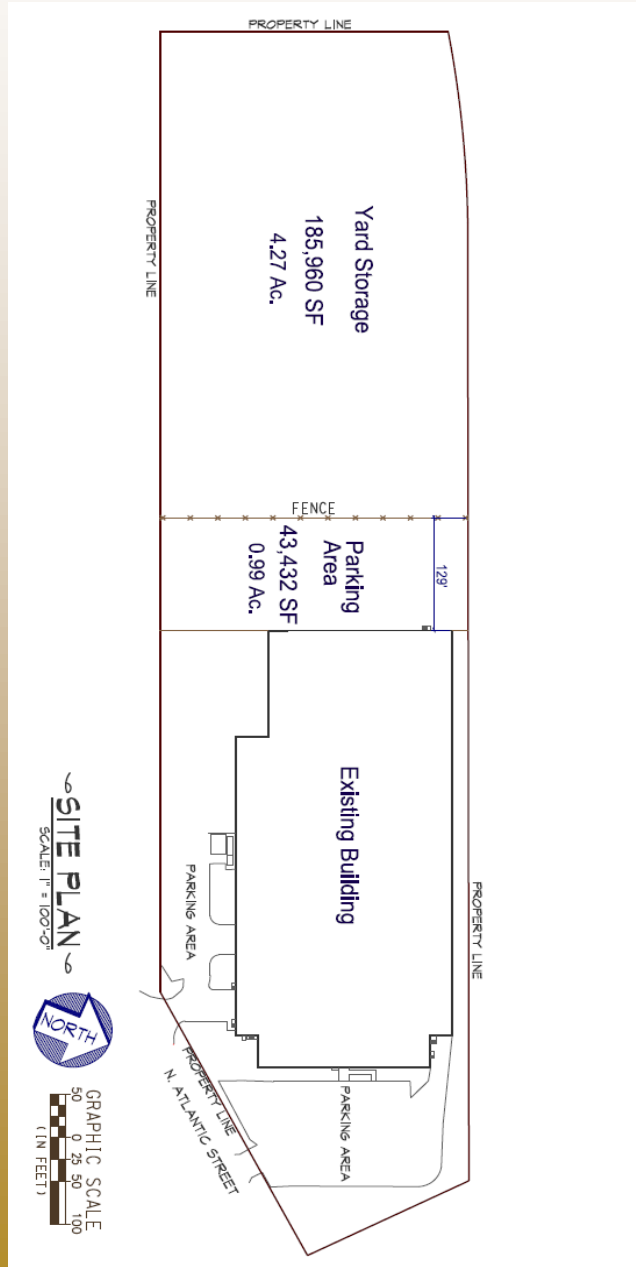 PROPERTY LINE
PROPERTY LINE
Yard Storage
185,960 SF
4.27 Ac.
FENCE
Parking
Area
43,432 SF
0.99 Ac.
129'
Existing Building
PROPERTY LINE
PARKING AREA
PROPERTY LINE
N. ATLANTIC STREET
PARKING AREA
SITE PLAN
SCALE: 1" = 100'-0"
NORTH
GRAPHIC SCALE
50 0 25 50 100
( IN FEET )